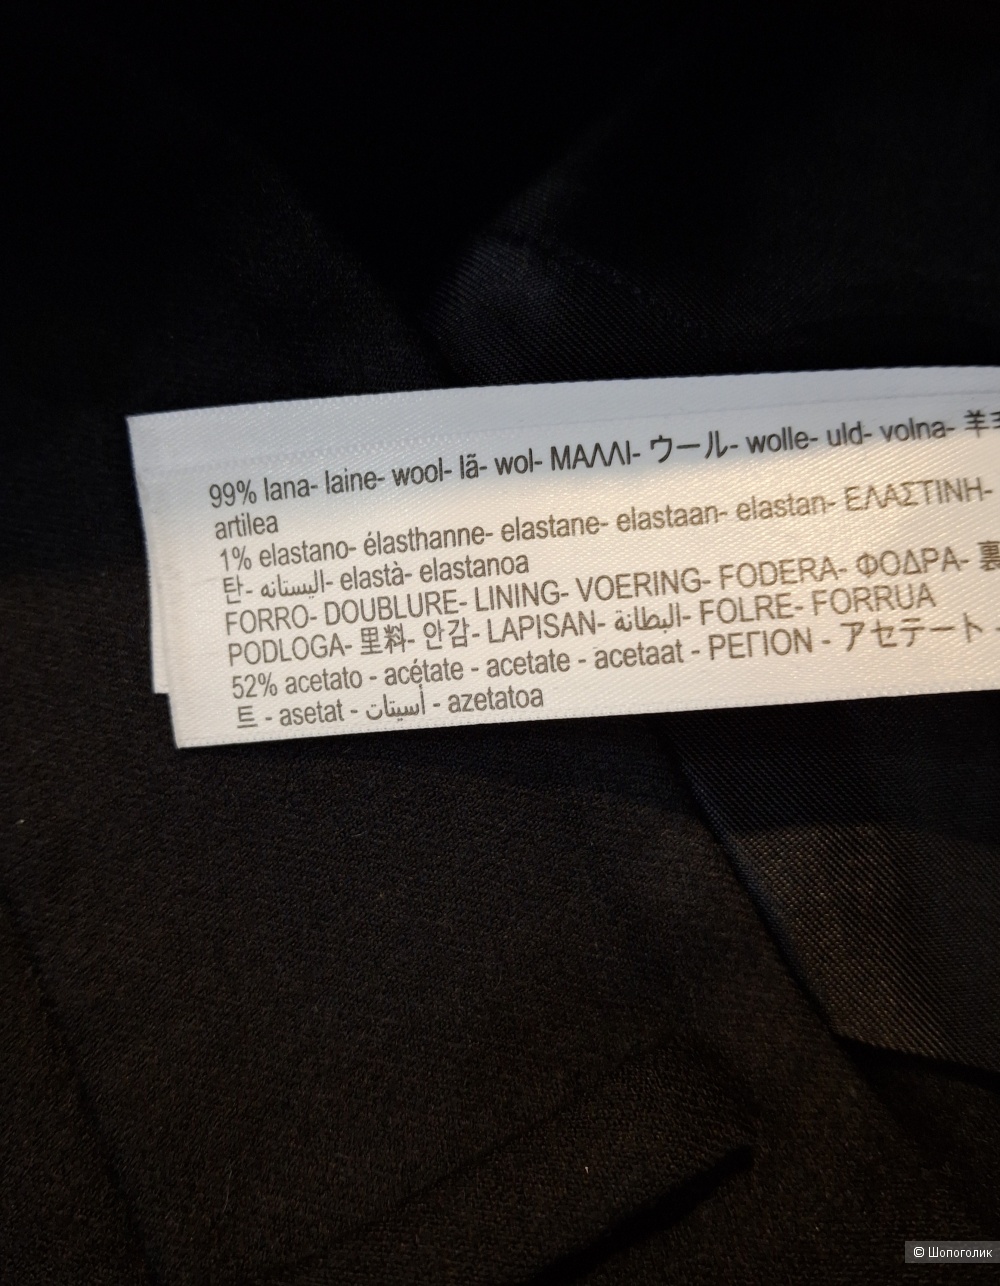 99% lana- laine- wool- lã- wol- ΜΑΛΛΙ- ウール- wolle- uld- volna- 羊
artilea
1% elastano- élasthanne- elastane- elastaan- elastan- ΕΛΑΣΤΙΝΗ-
탄- اليستانه- elastà- elastanoa
FORRO- DOUBLURE- LINING- VOERING- FODERA- ΦΟΔΡΑ- 裏
PODLOGA- 里料- 안감- LAPISAN- البطانة- FOLRE- FORRUA
52% acetato - acétate - acetate - acetaat - ΡΕΓΙΟΝ - アセテート -
트 - asetat - أسيتات - azetatoa
© Шопоголик